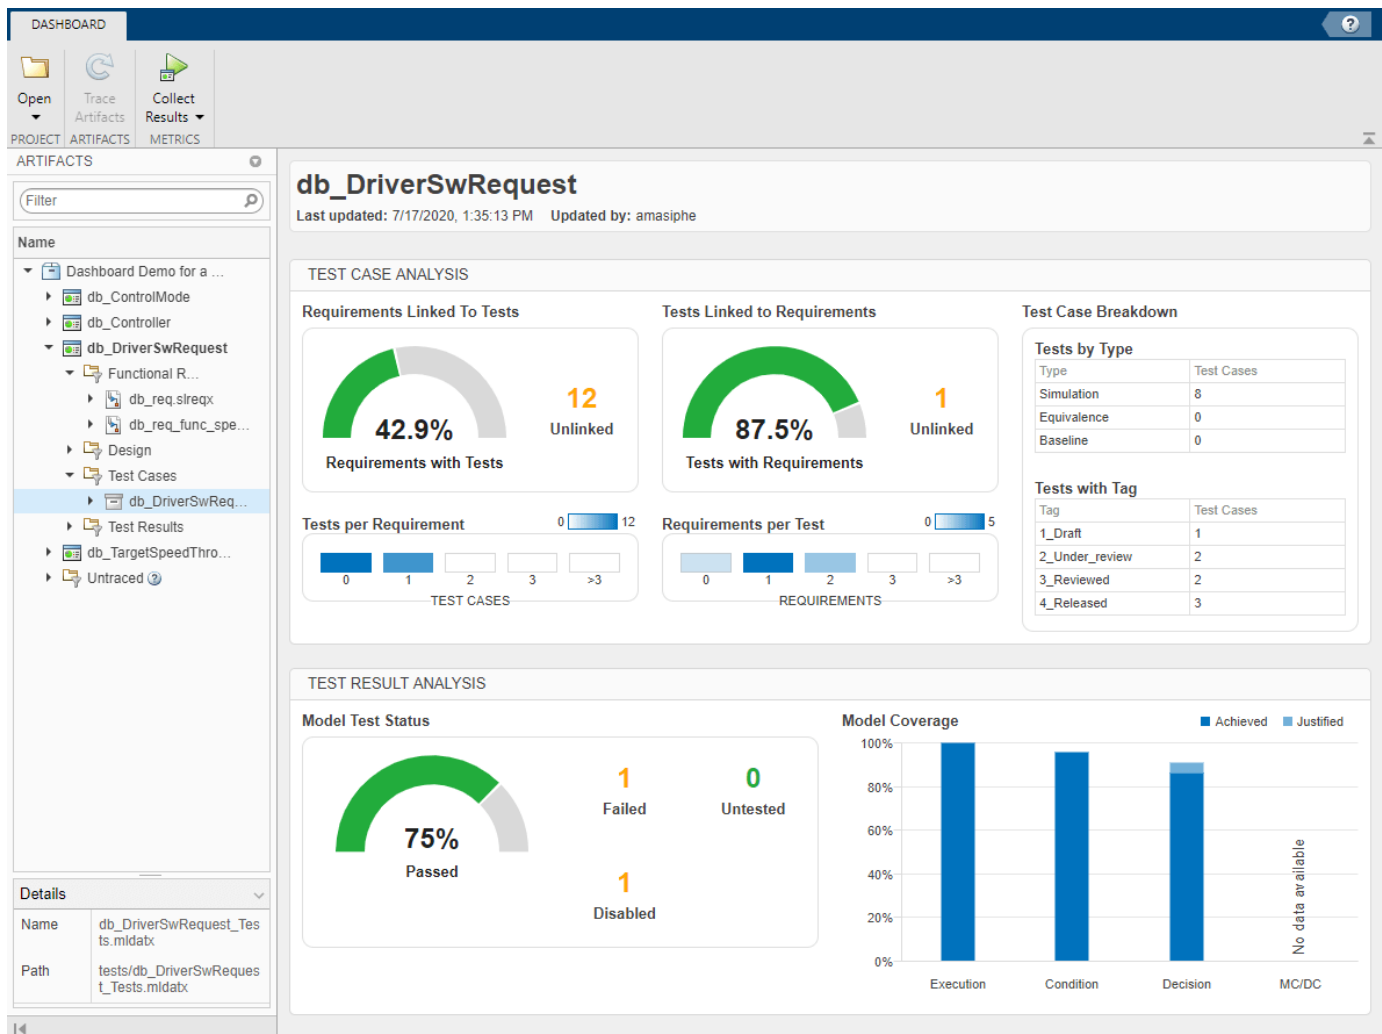 DASHBOARD
?
Open
Trace
Artifacts
Collect
Results
PROJECT
ARTIFACTS
METRICS
ARTIFACTS
Filter
Name
Dashboard Demo for a ...
db_ControlMode
db_Controller
db_DriverSwRequest
Functional R...
db_req.slreqx
db_req_func_spe...
Design
Test Cases
db_DriverSwReq...
Test Results
db_TargetSpeedThro...
Untraced ?
Details
Name
db_DriverSwRequest_Tes
ts.mldatx
Path
tests/db_DriverSwReques
t_Tests.mldatx
db_DriverSwRequest
Last updated: 7/17/2020, 1:35:13 PM Updated by: amasiphe
TEST CASE ANALYSIS
Requirements Linked To Tests
42.9%
Requirements with Tests
12
Unlinked
Tests Linked to Requirements
87.5%
Tests with Requirements
1
Unlinked
Tests per Requirement
0 12
0 1 2 3 >3
TEST CASES
Requirements per Test
0 5
0 1 2 3 >3
REQUIREMENTS
Test Case Breakdown
Tests by Type
Type Test Cases
Simulation 8
Equivalence 0
Baseline 0
Tests with Tag
Tag Test Cases
1_Draft 1
2_Under_review 2
3_Reviewed 2
4_Released 3
TEST RESULT ANALYSIS
Model Test Status
75%
Passed
1
Failed
0
Untested
1
Disabled
Model Coverage
Achieved Justified
100%
80%
60%
40%
20%
0%
No data available
Execution Condition Decision MC/DC